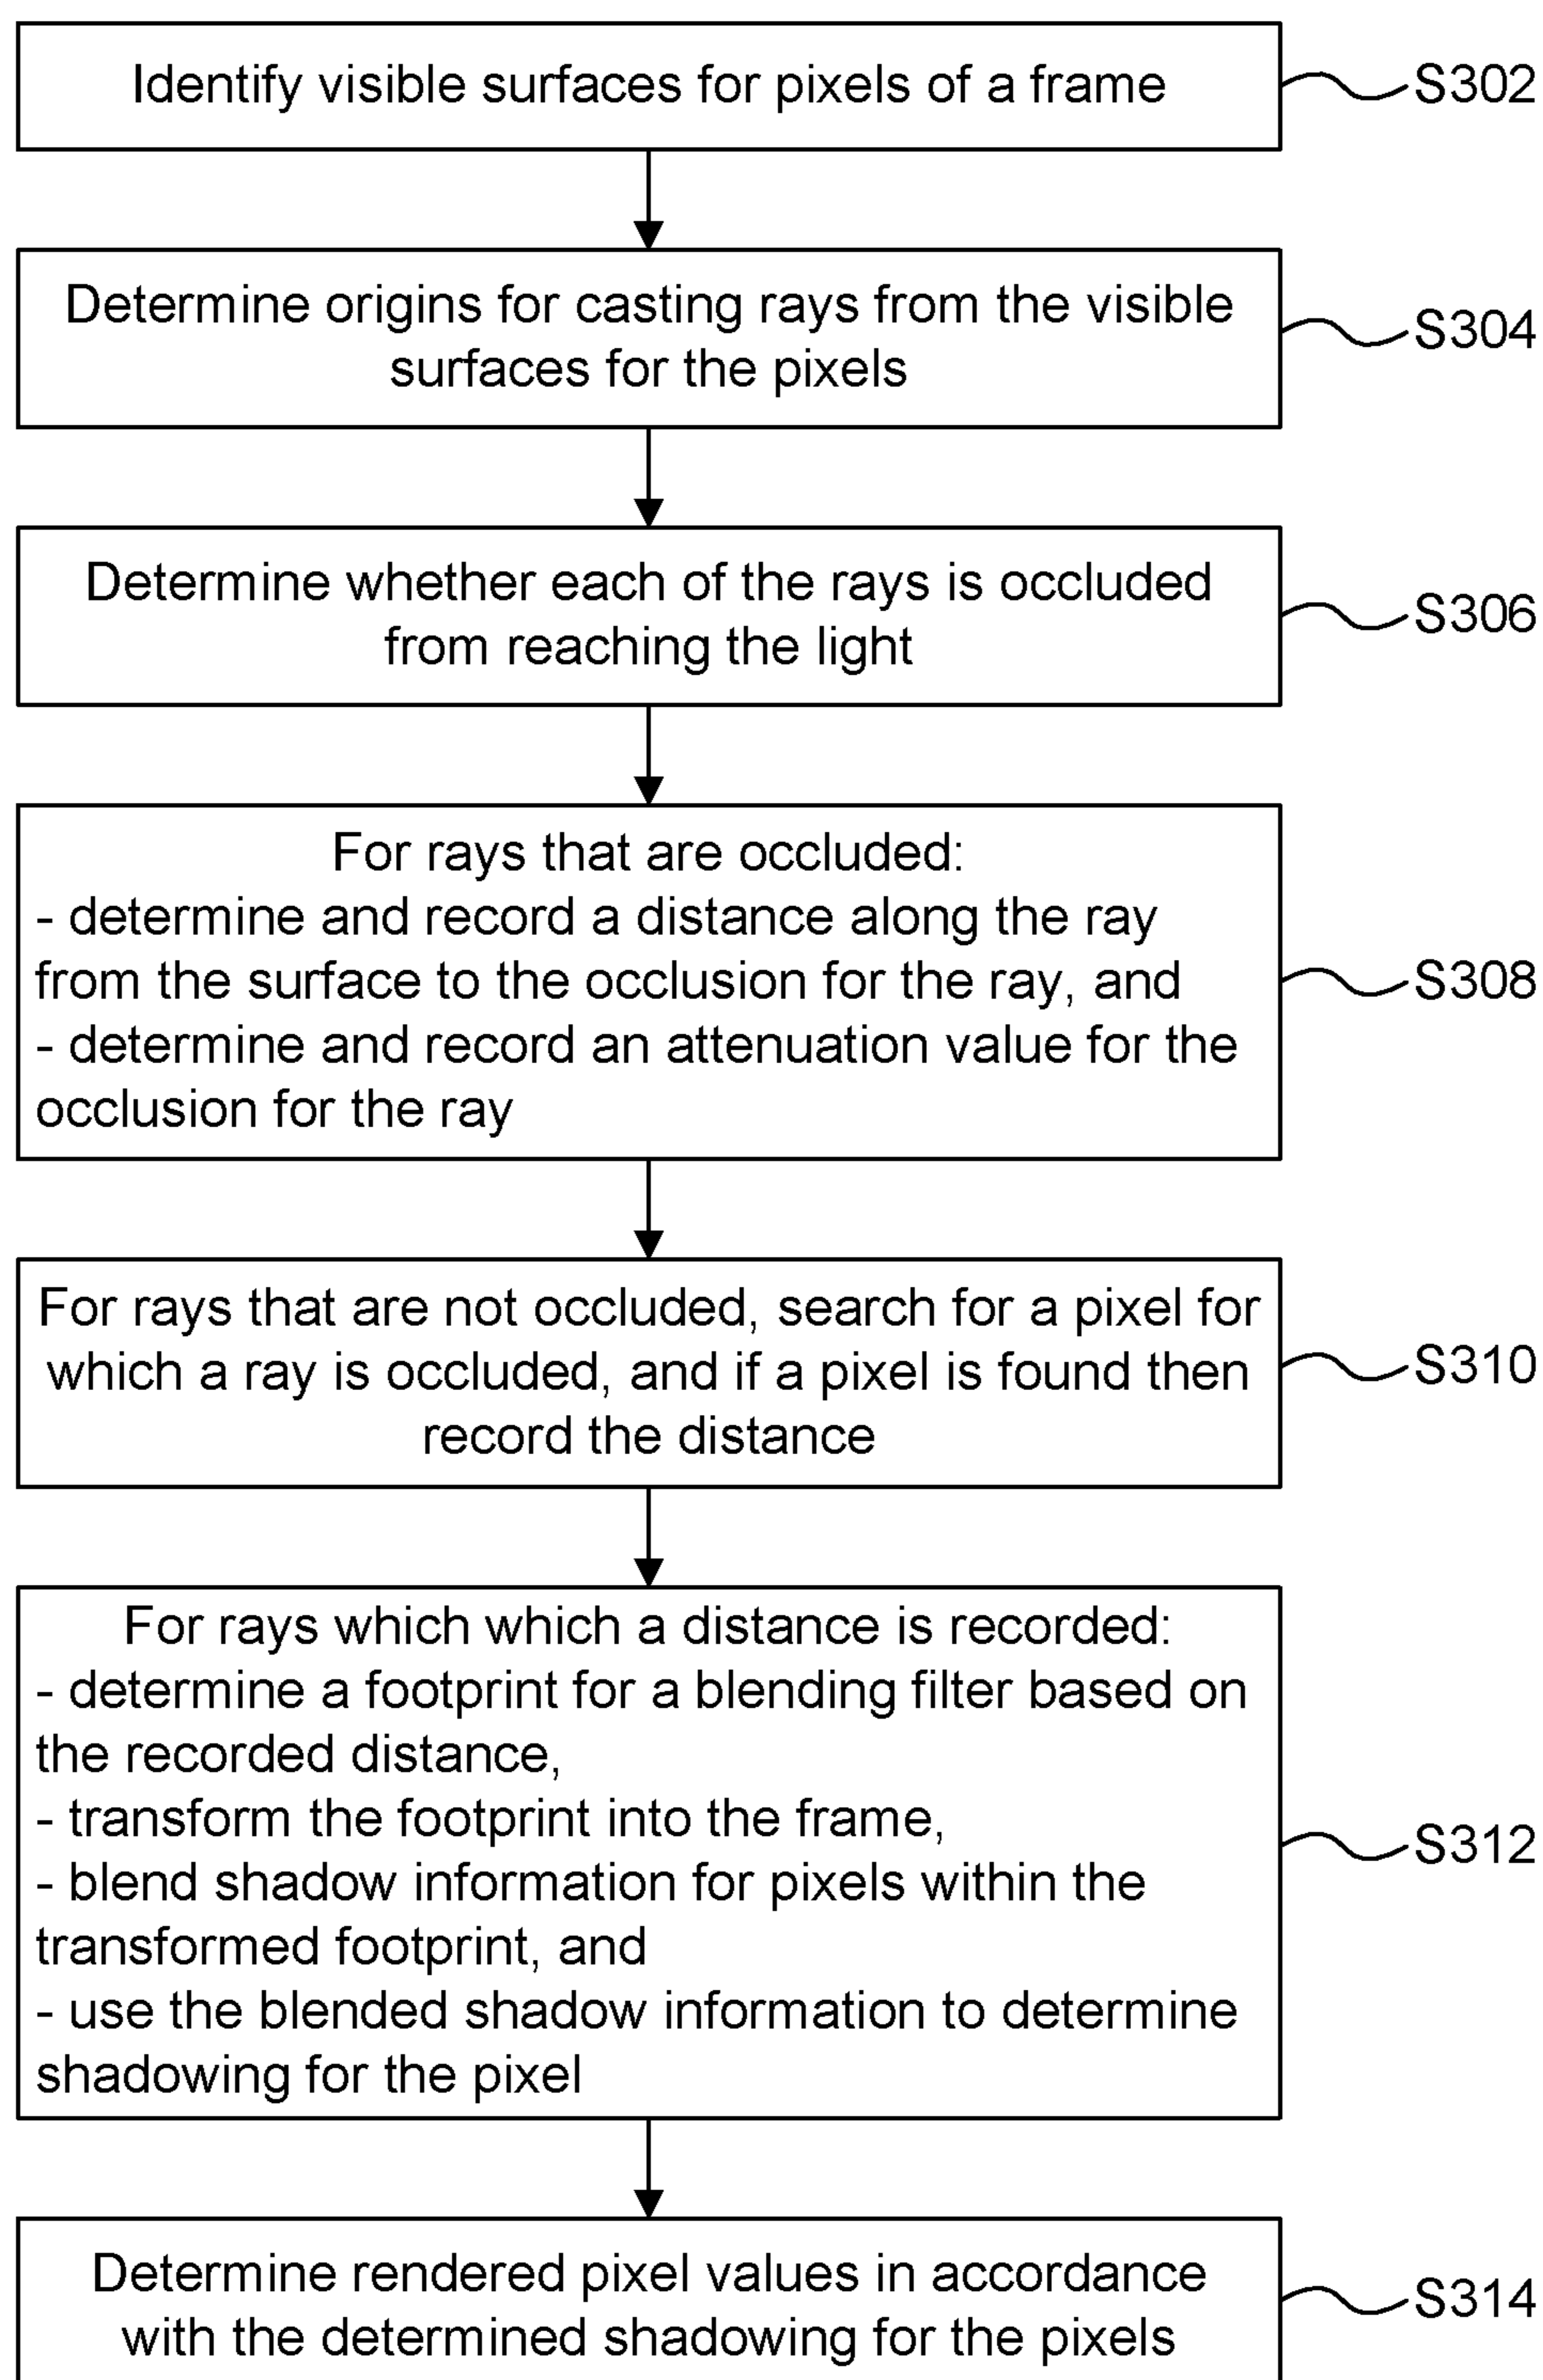 Identify visible surfaces for pixels of a frame
S302
Determine origins for casting rays from the visible
surfaces for the pixels
S304
Determine whether each of the rays is occluded
from reaching the light
S306
For rays that are occluded:
- determine and record a distance along the ray
from the surface to the occlusion for the ray, and
- determine and record an attenuation value for the
occlusion for the ray
S308
For rays that are not occluded, search for a pixel for
which a ray is occluded, and if a pixel is found then
record the distance
S310
For rays which which a distance is recorded:
- determine a footprint for a blending filter based on
the recorded distance,
- transform the footprint into the frame,
- blend shadow information for pixels within the
transformed footprint, and
- use the blended shadow information to determine
shadowing for the pixel
S312
Determine rendered pixel values in accordance
with the determined shadowing for the pixels
S314